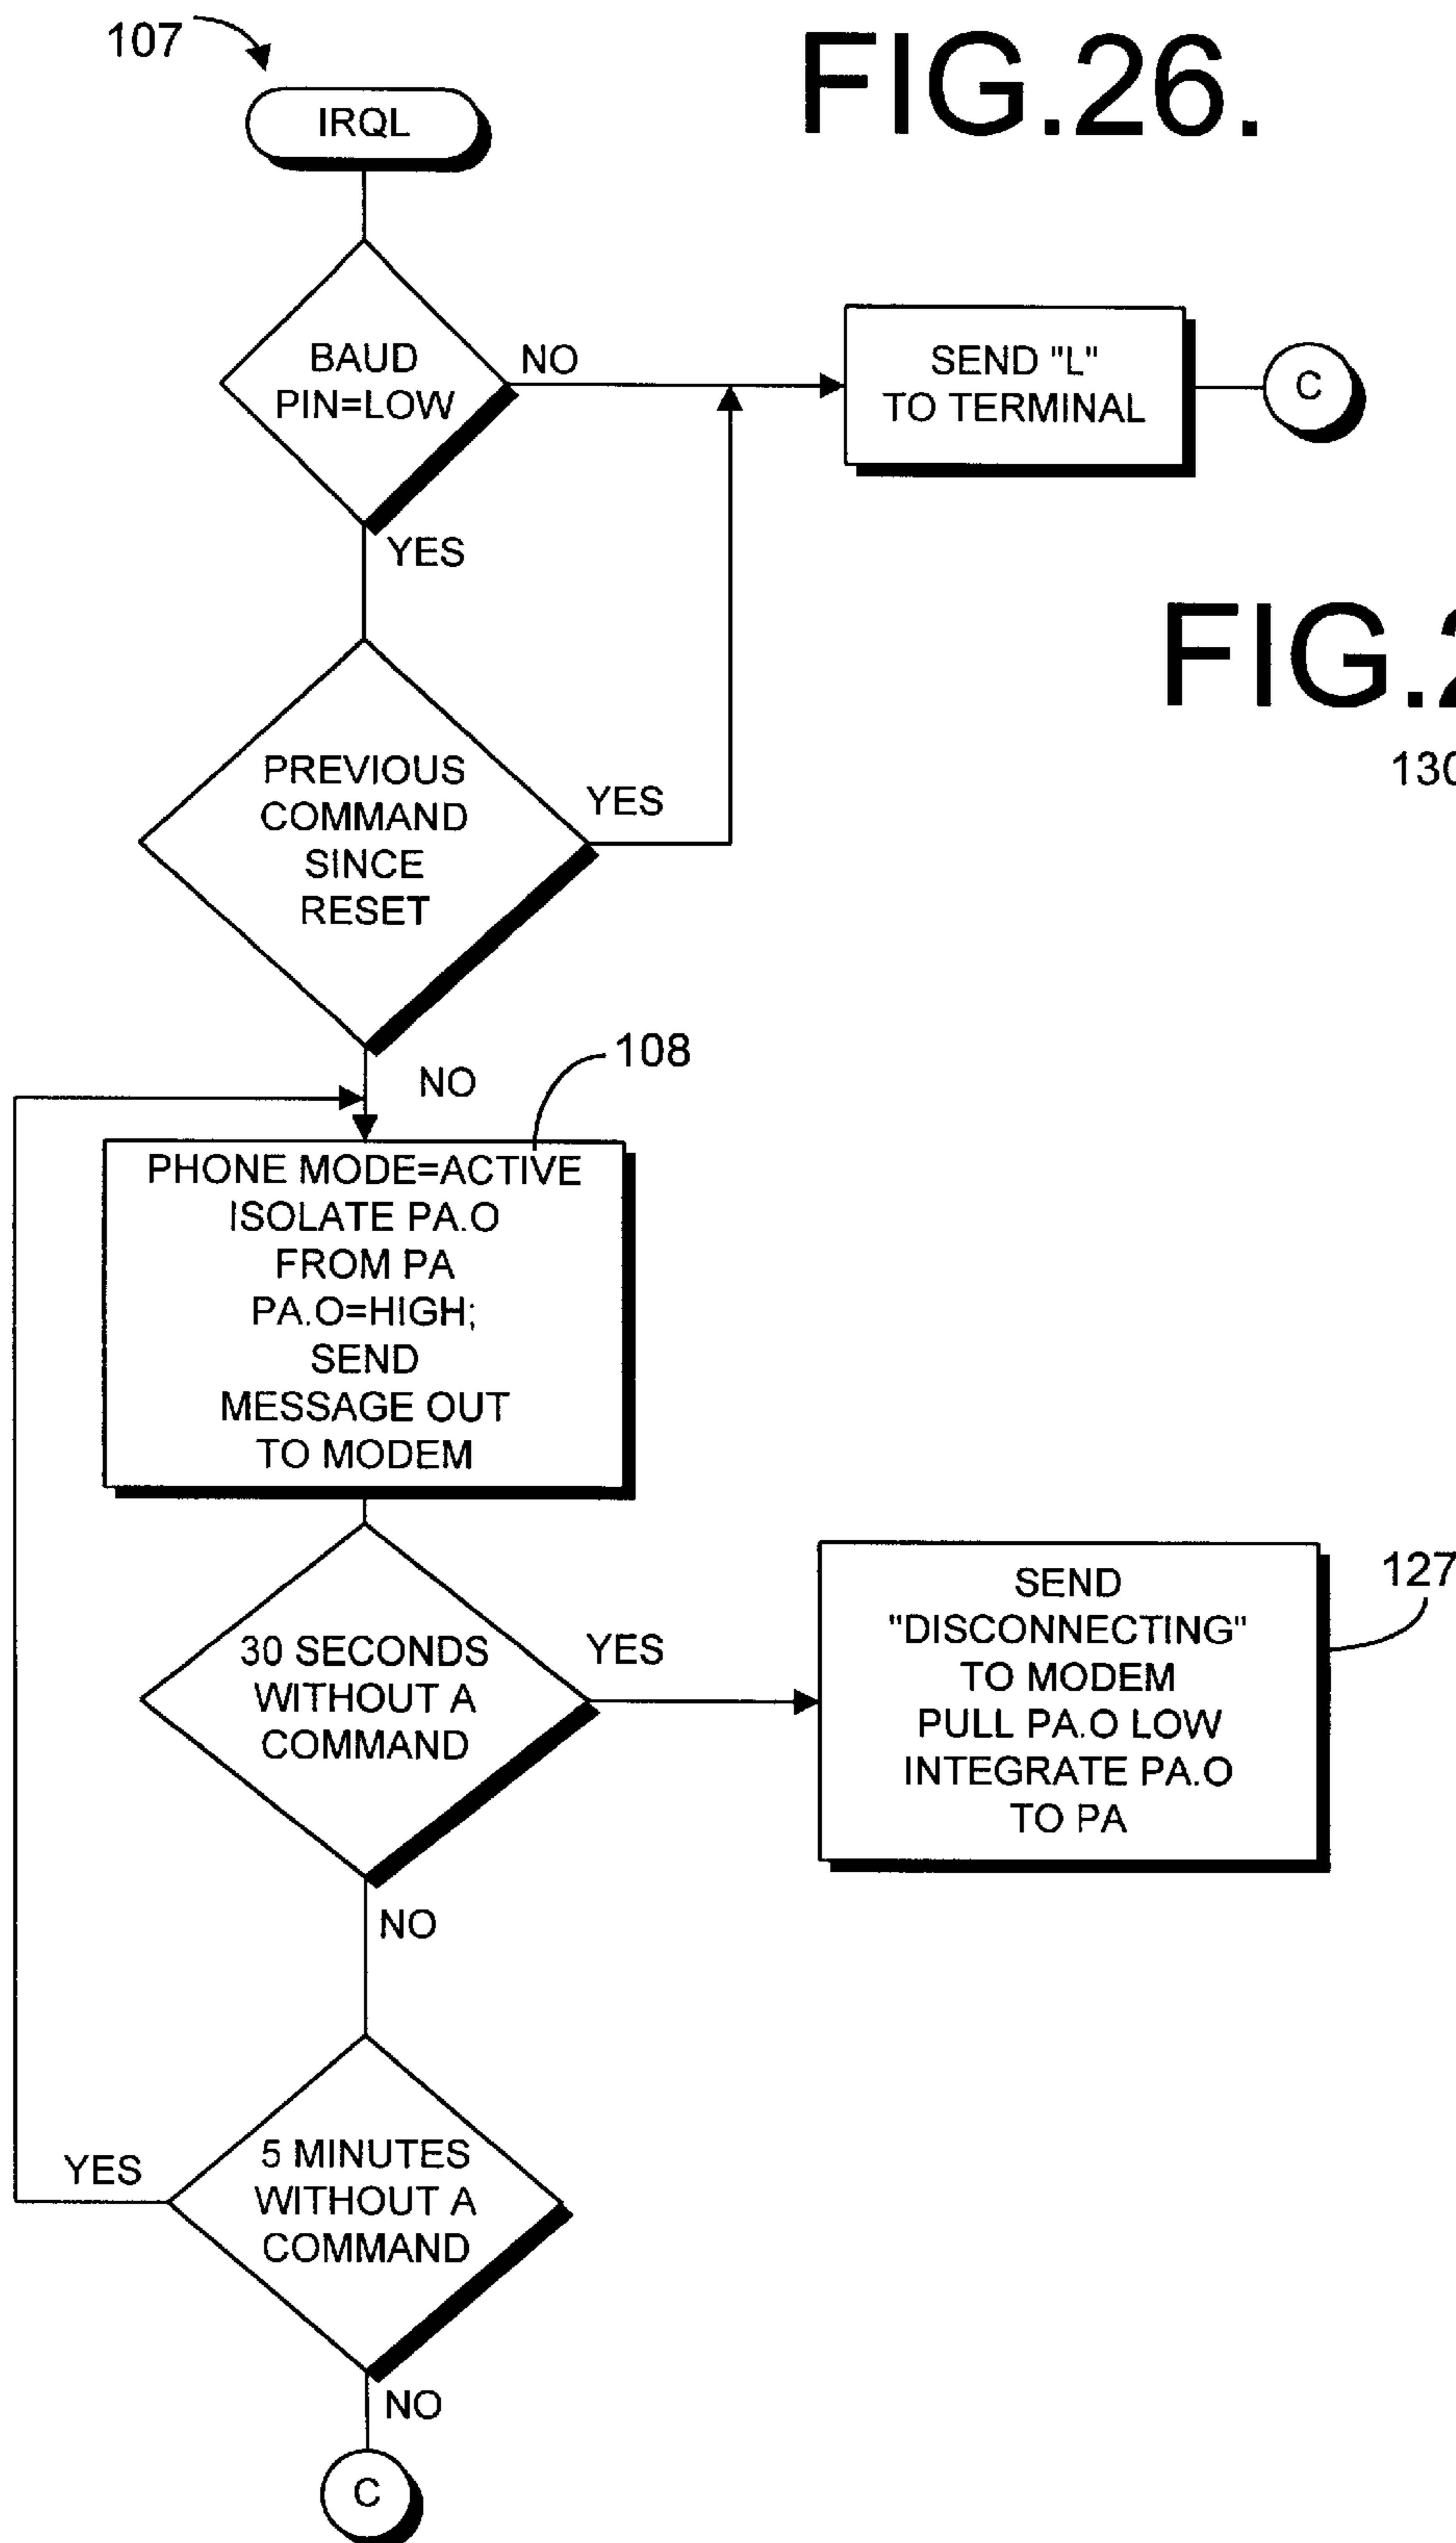 107
FIG.26.
IRQL
BAUD
PIN=LOW
NO
SEND "L"
TO TERMINAL
C
YES
FIG.2
130
PREVIOUS
COMMAND
SINCE
RESET
YES
NO
108
PHONE MODE=ACTIVE
ISOLATE PA.O
FROM PA
PA.O=HIGH;
SEND
MESSAGE OUT
TO MODEM
30 SECONDS
WITHOUT A
COMMAND
YES
SEND
"DISCONNECTING"
TO MODEM
PULL PA.O LOW
INTEGRATE PA.O
TO PA
127
NO
YES
5 MINUTES
WITHOUT A
COMMAND
NO
C